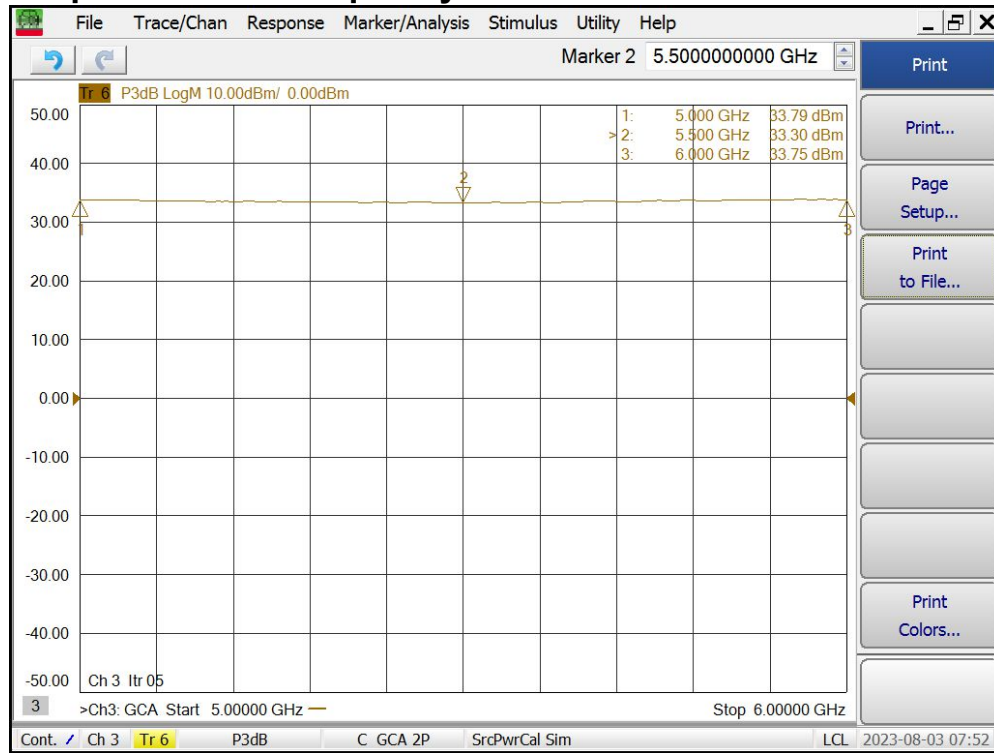 File Trace/Chan Response Marker/Analysis Stimulus Utility Help
Marker 2 5.5000000000 GHz
Print
Tr 6 P3dB LogM 10.00dBm/ 0.00dBm
1: 5.000 GHz 33.79 dBm
> 2: 5.500 GHz 33.30 dBm
3: 6.000 GHz 33.75 dBm
50.00
40.00
30.00
20.00
10.00
0.00
-10.00
-20.00
-30.00
-40.00
-50.00
2
1
3
Ch 3 Itr 05
3
>Ch3: GCA Start 5.00000 GHz
Stop 6.00000 GHz
Print...
Page
Setup...
Print
to File...
Print
Colors...
Cont. Ch 3 Tr 6 P3dB C GCA 2P SrcPwrCal Sim LCL 2023-08-03 07:52